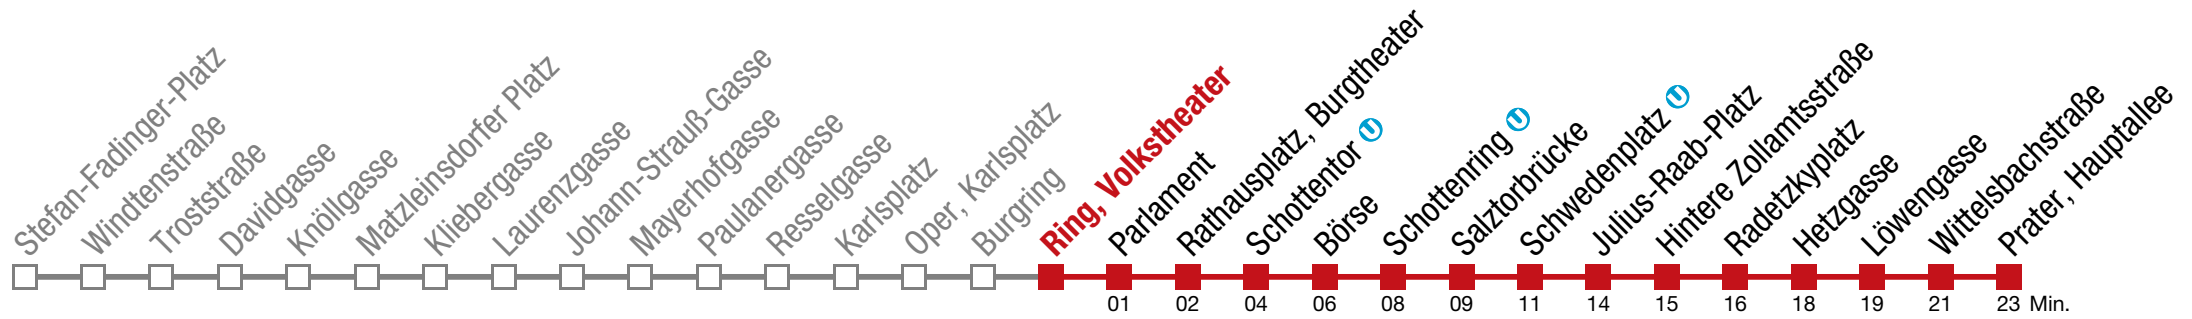 Stefan-Fadinger-Platz
Windtenstraße
Troststraße
Davidgasse
Knöllgasse
Matzleinsdorfer Platz
Kliebergasse
Laurenzgasse
Johann-Strauß-Gasse
Mayerhofgasse
Paulanergasse
Resselgasse
Karlsplatz
Oper, Karlsplatz
Burgring
Ring, Volkstheater
Parlament
Rathausplatz, Burgtheater
Schottentor U
Börse
Schottenring U
Salztorbrücke
Schwedenplatz U
Julius-Raab-Platz
Hintere Zollamtsstraße
Radetzkyplatz
Hetzgasse
Löwengasse
Wittelsbachstraße
Prater, Hauptallee
01 02 04 06 08 09 11 14 15 16 18 19 21 23 Min.